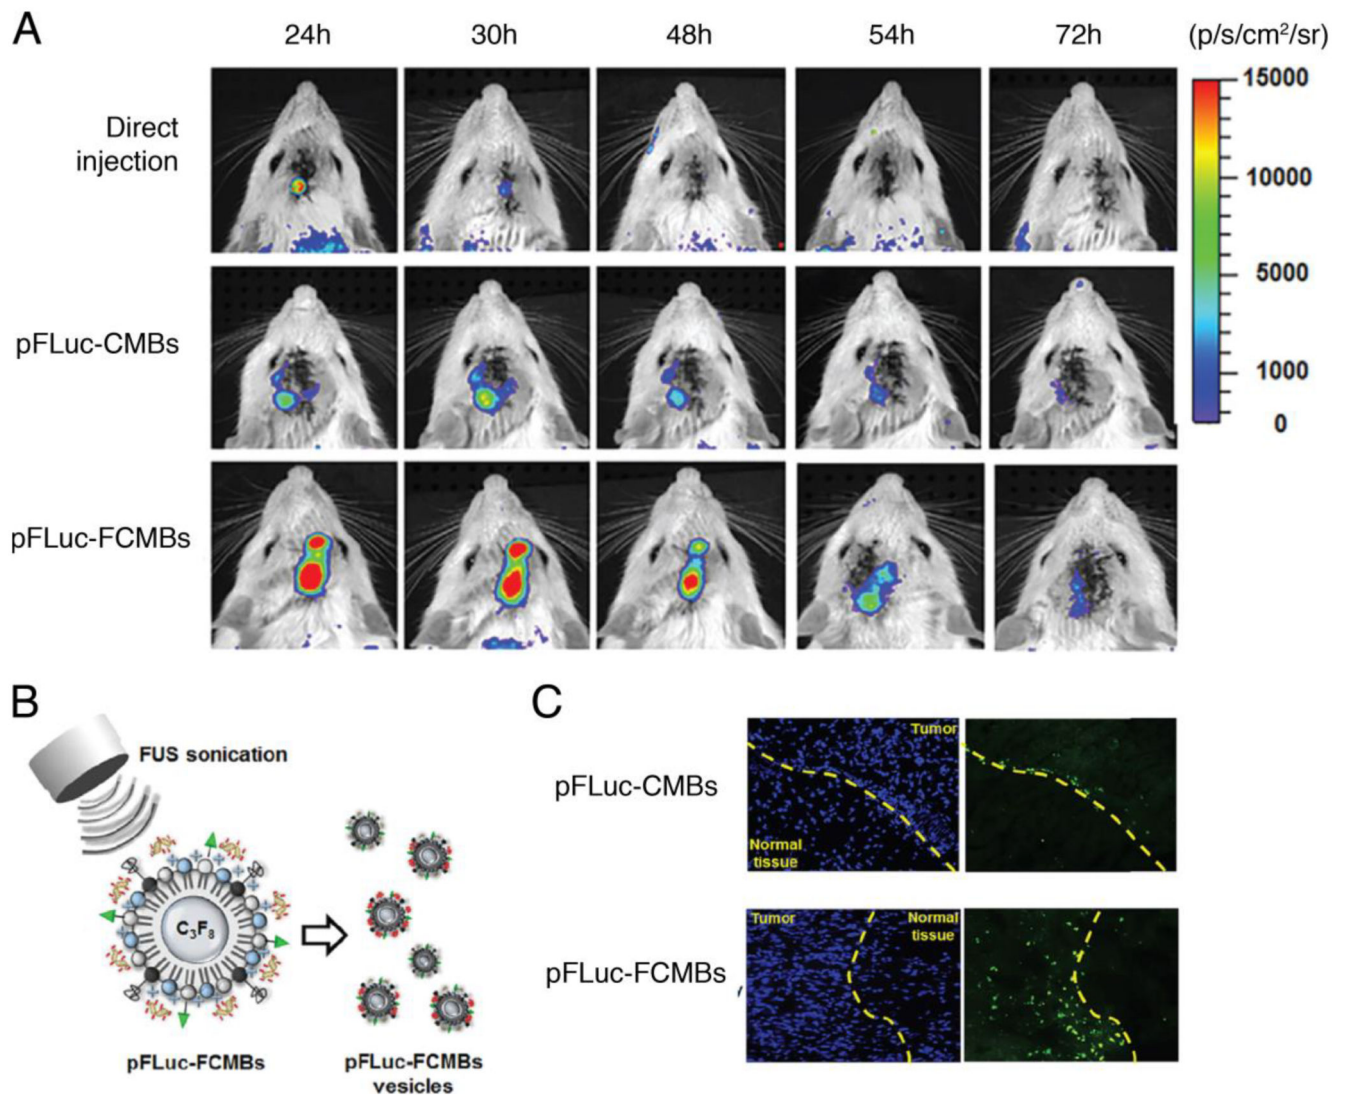 A
24h 30h 48h 54h 72h (p/s/cm²/sr)
15000
10000
5000
1000
0
Direct
injection
pFLuc-CMBs
pFLuc-FCMBs
B
FUS sonication
C₃F₈
pFLuc-FCMBs
pFLuc-FCMBs
vesicles
C
pFLuc-CMBs
Tumor
Normal
tissue
pFLuc-FCMBs
Tumor
Normal
tissue